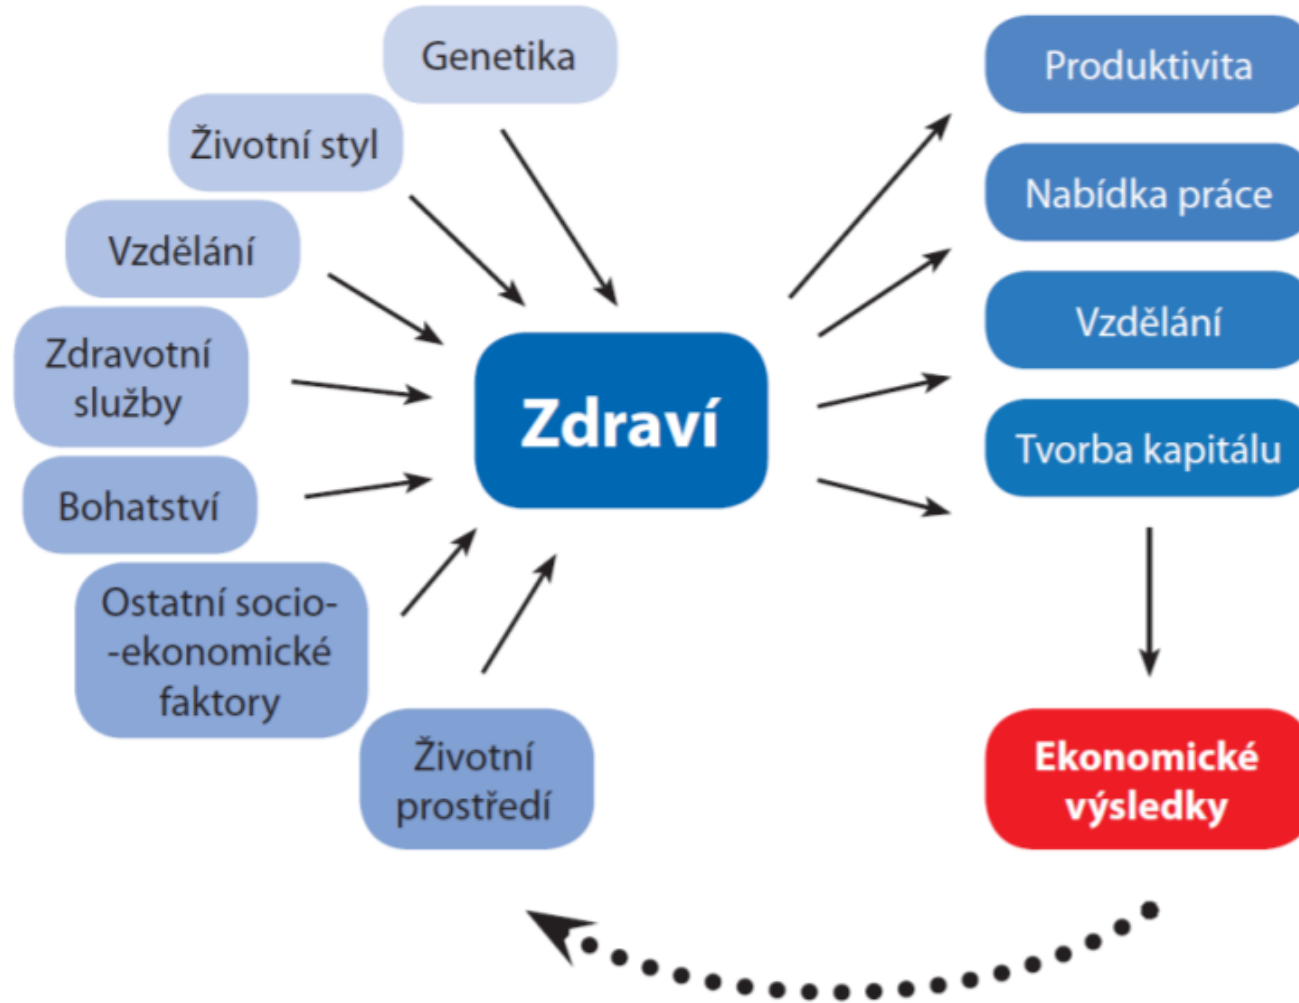 Genetika
Životní styl
Vzdělání
Zdravotní
služby
Bohatství
Ostatní socio-
-ekonomické
faktory
Životní
prostředí
Zdraví
Produktivita
Nabídka práce
Vzdělání
Tvorba kapitálu
Ekonomické
výsledky